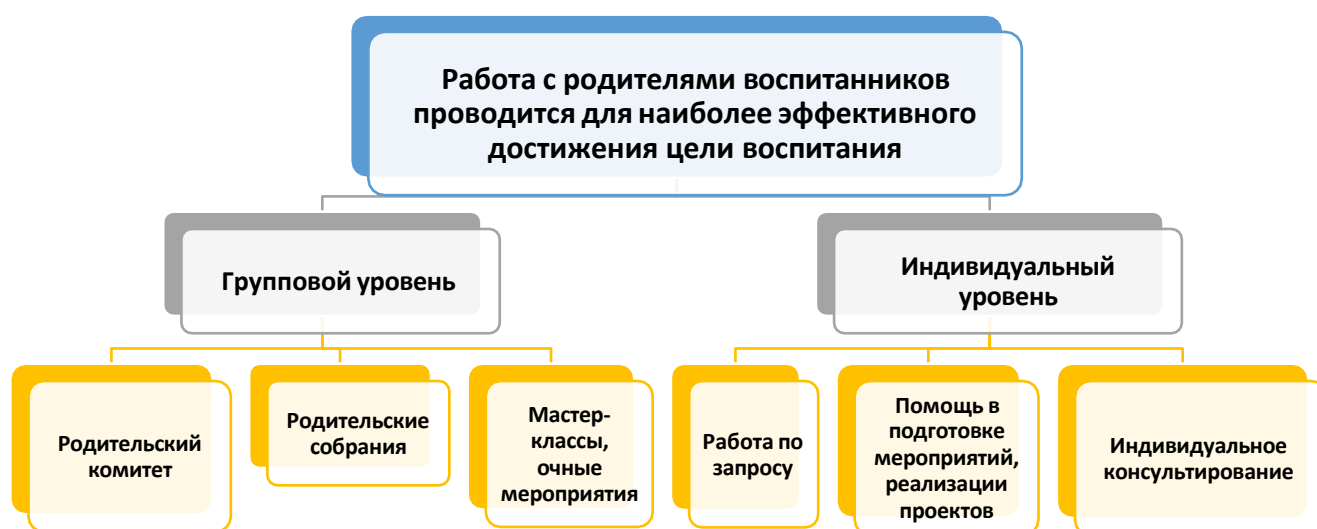 Работа с родителями воспитанников
проводится для наиболее эффективного
достижения цели воспитания
Групповой уровень
Индивидуальный
уровень
Родительский
комитет
Родительские
собрания
Мастер-
классы,
очные
мероприятия
Работа по
запросу
Помощь в
подготовке
мероприятий,
реализации
проектов
Индивидуальное
консультирование